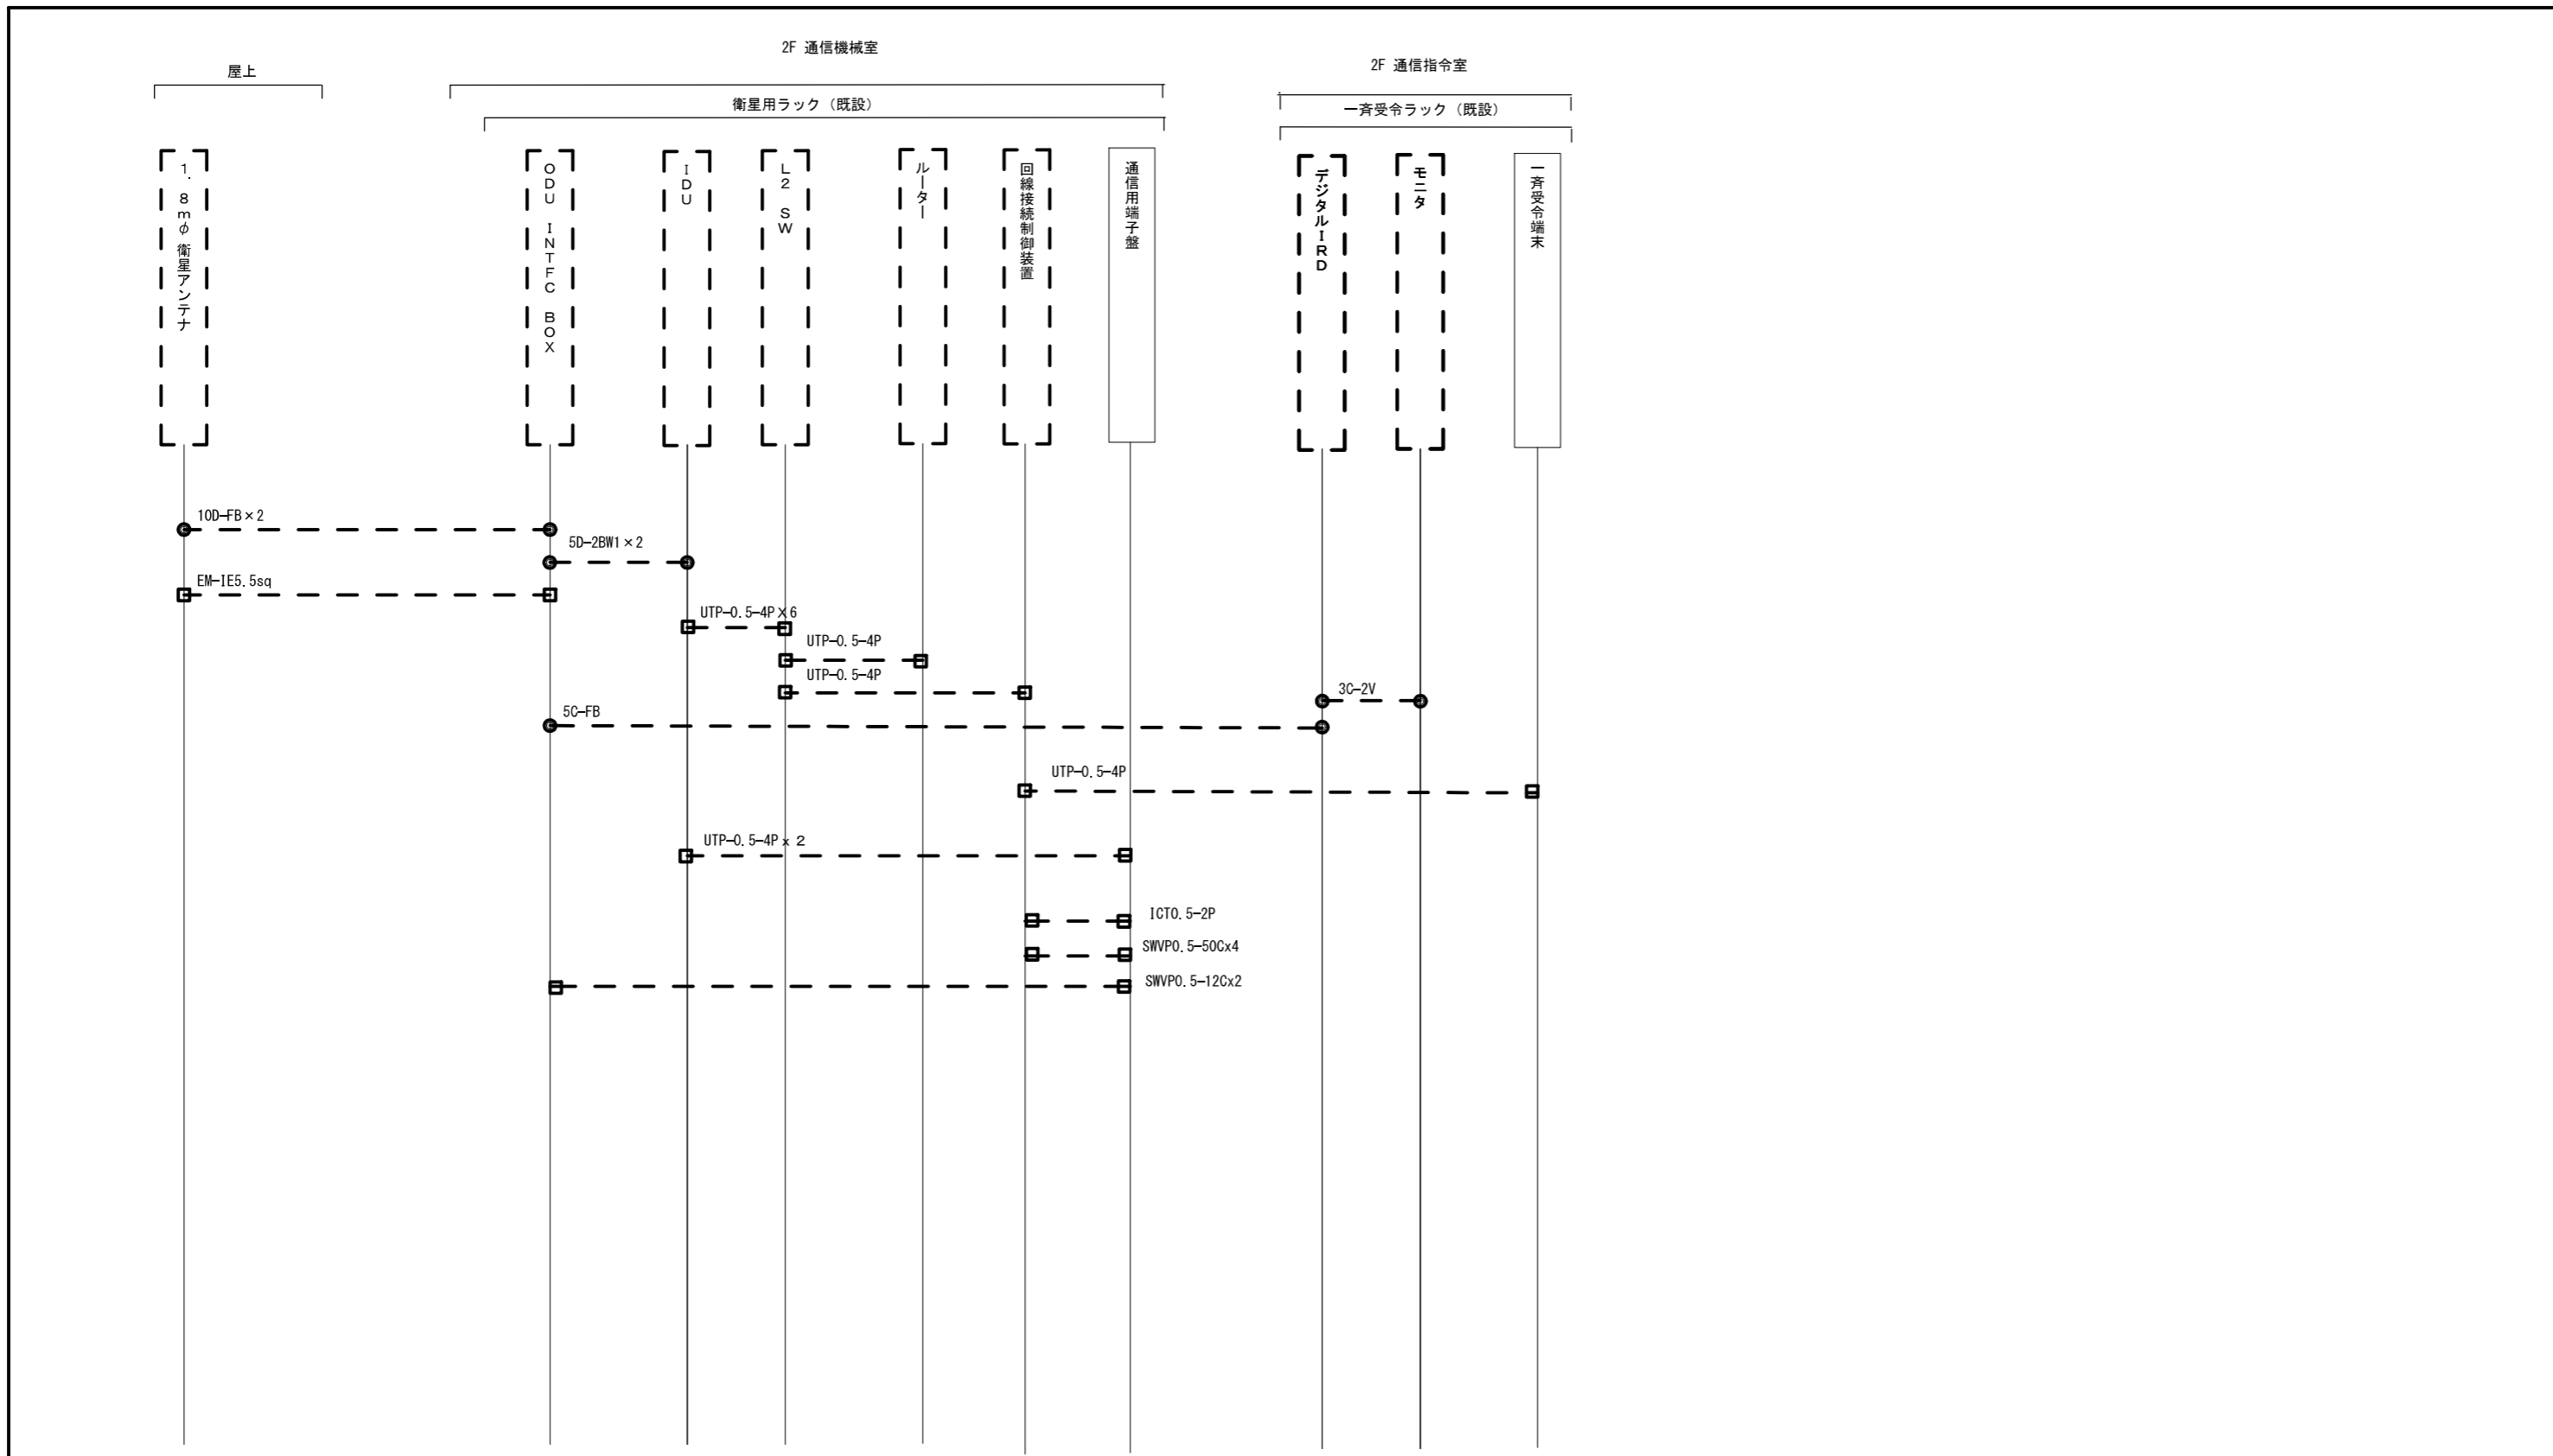 2F 通信機械室
屋上
2F 通信指令室
衛星用ラック（既設）
一斉受令ラック（既設）
1.8mφ衛星アンテナ
ODU INTFC BOX
IDU
L2 SW
ルーター
回線接続制御装置
通信用端子盤
デジタルIRD
モニタ
一斉受令端末
10D-FB×2
5D-2BW1×2
EM-IE5.5sq
UTP-0.5-4P×6
UTP-0.5-4P
UTP-0.5-4P
3C-2V
5C-FB
UTP-0.5-4P
UTP-0.5-4Px 2
ICT0.5-2P
SWVP0.5-50Cx4
SWVP0.5-12Cx2